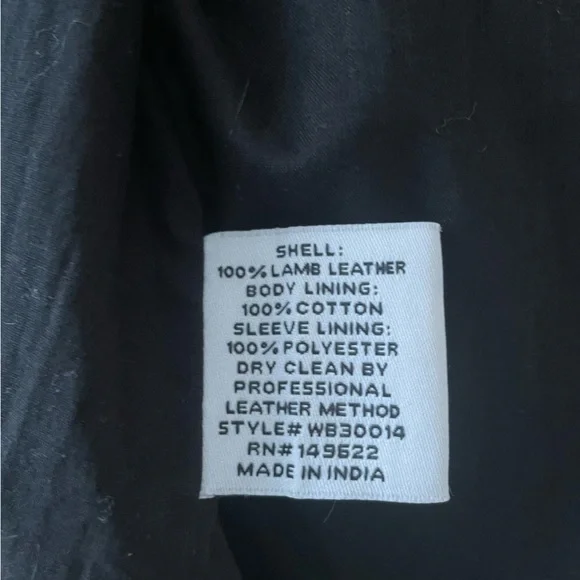 SHELL:
100% LAMB LEATHER
BODY LINING:
100% COTTON
SLEEVE LINING:
100% POLYESTER
DRY CLEAN BY
PROFESSIONAL
LEATHER METHOD
STYLE# WB30014
RN# 149622
MADE IN INDIA